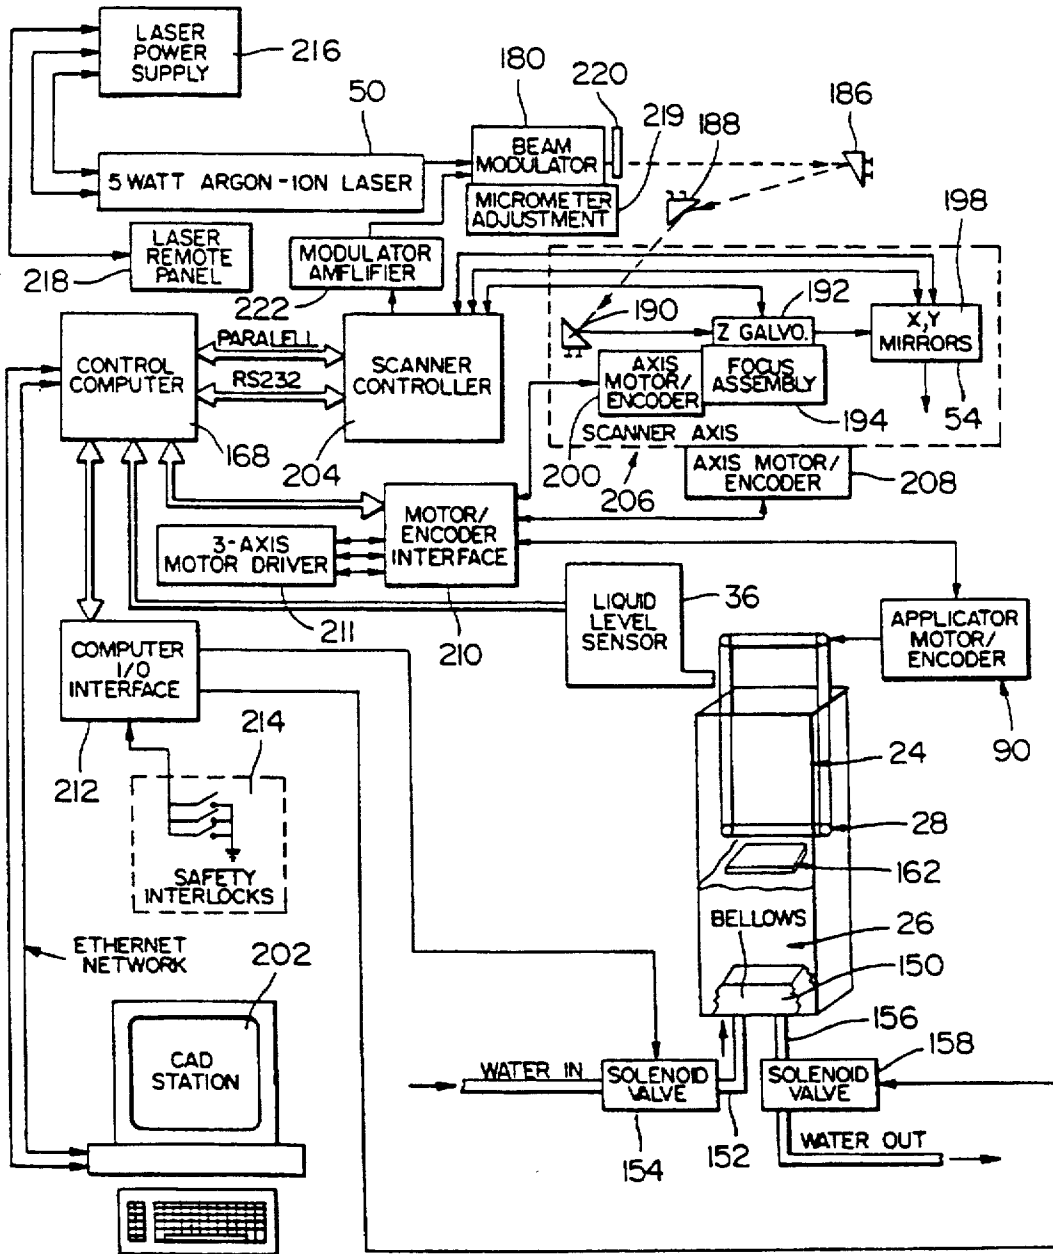 LASER
POWER
SUPPLY
216
50
180
220
219
188
186
BEAM
MODULATOR
5 WATT ARGON-ION LASER
MICROMETER
ADJUSTMENT
198
LASER
REMOTE
PANEL
218
MODULATOR
AMFLIFIER
222
192
190
Z GALVO.
X,Y
MIRRORS
PARALELL
CONTROL
COMPUTER
SCANNER
CONTROLLER
RS232
AXIS
MOTOR/
ENCODER
FOCUS
ASSEMBLY
194
54
168
204
SCANNER AXIS
200
206
AXIS MOTOR/
ENCODER
208
MOTOR/
ENCODER
INTERFACE
3-AXIS
MOTOR DRIVER
211
210
LIQUID
LEVEL
SENSOR
36
APPLICATOR
MOTOR/
ENCODER
90
COMPUTER
I/O
INTERFACE
212
214
SAFETY
INTERLOCKS
24
28
162
BELLOWS
26
150
ETHERNET
NETWORK
202
CAD
STATION
156
158
WATER IN
SOLENOID
VALVE
SOLENOID
VALVE
154
152
WATER OUT